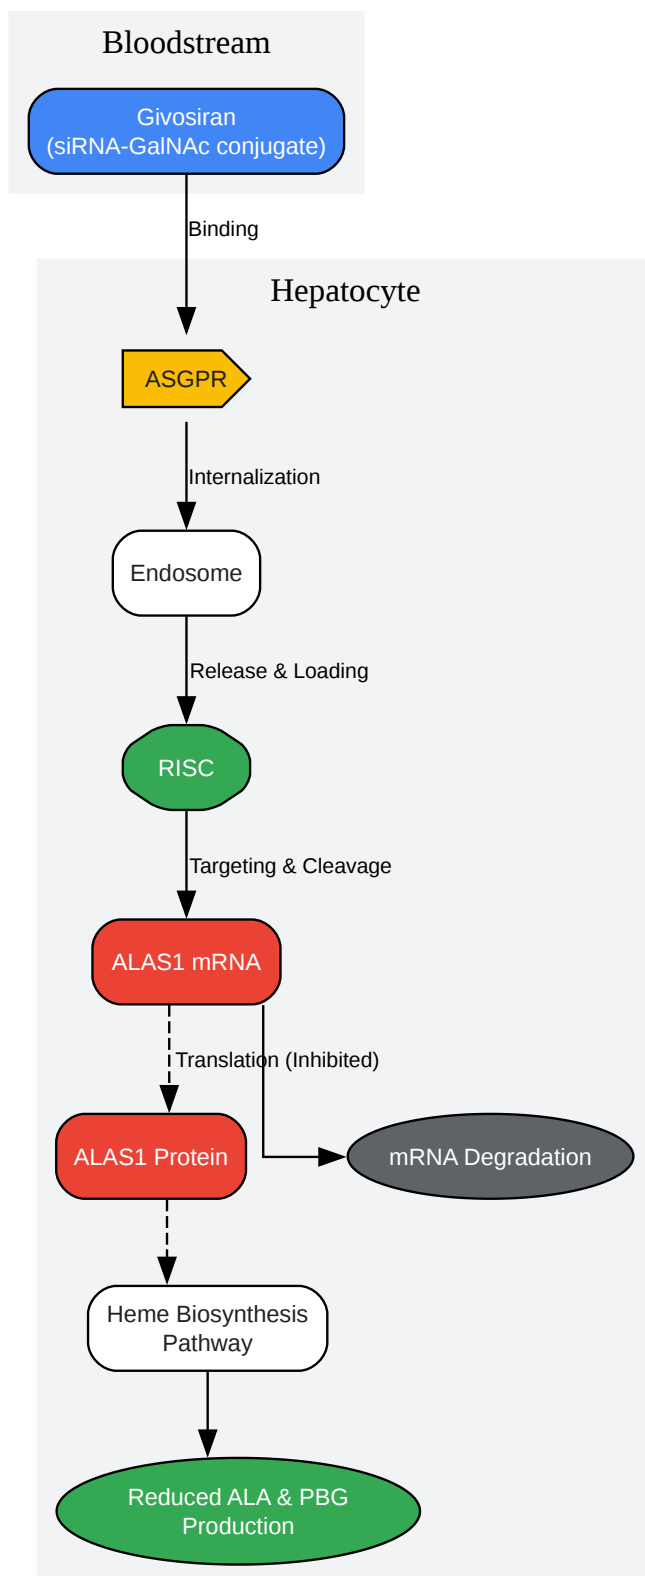 Bloodstream
Givosiran
(siRNA-GalNAc conjugate)
Binding
Hepatocyte
ASGPR
Internalization
Endosome
Release & Loading
RISC
Targeting & Cleavage
ALAS1 mRNA
Translation (Inhibited)
ALAS1 Protein
mRNA Degradation
Heme Biosynthesis
Pathway
Reduced ALA & PBG
Production